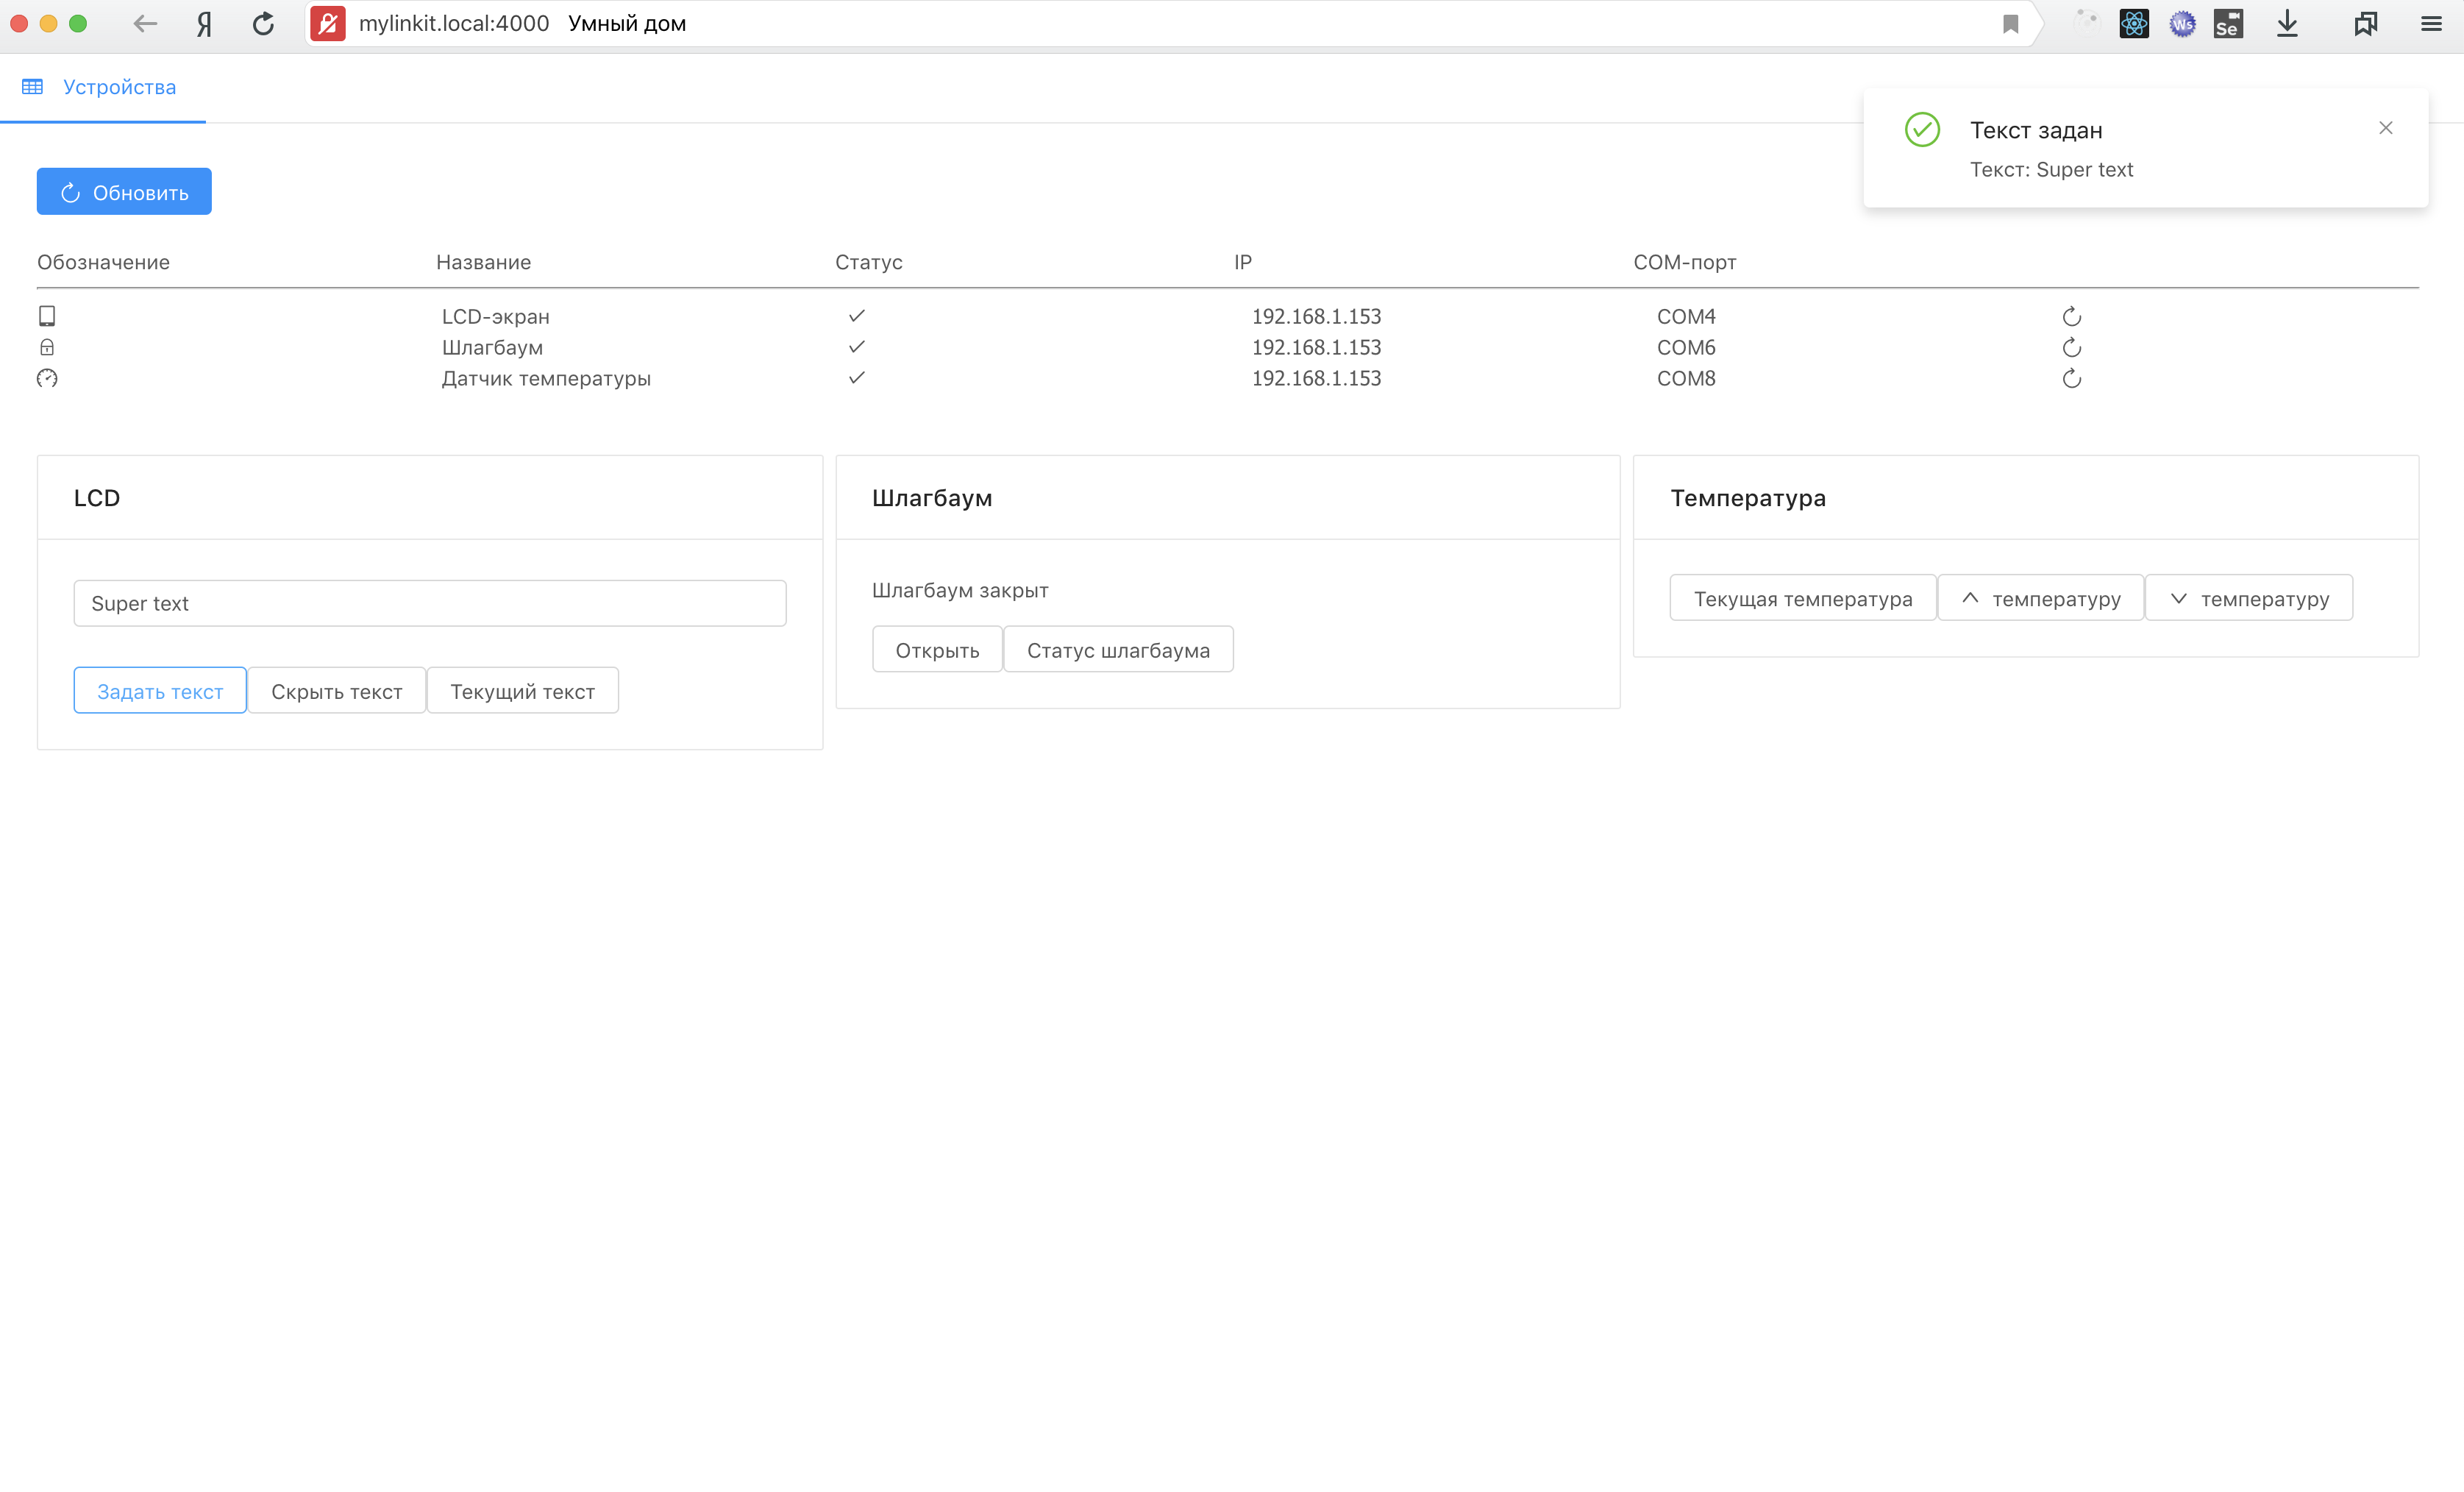 Я mylinkit.local:4000 Умный дом Ws Se
Устройства
Текст задан
Текст: Super text
Обновить
Обозначение Название Статус IP COM-порт
LCD-экран 192.168.1.153 COM4
Шлагбаум 192.168.1.153 COM6
Датчик температуры 192.168.1.153 COM8
LCD
Super text
Задать текст Скрыть текст Текущий текст
Шлагбаум
Шлагбаум закрыт
Открыть Статус шлагбаума
Температура
Текущая температура температуру температуру